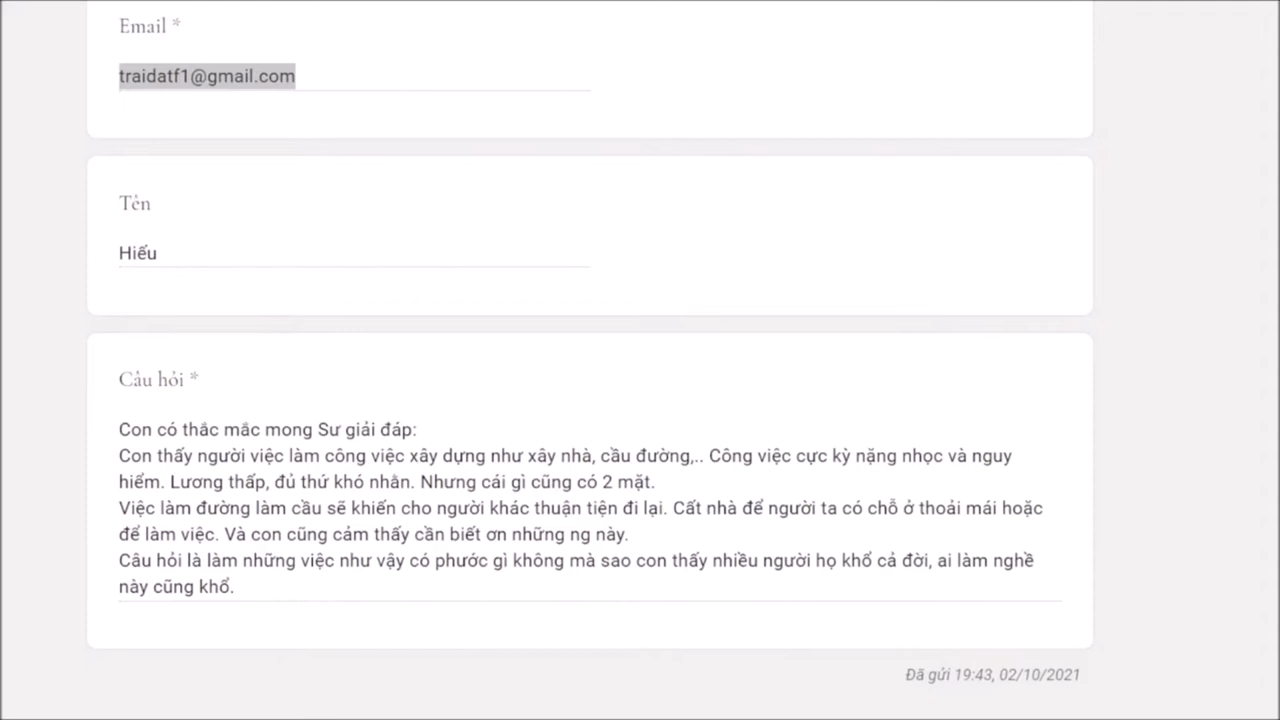 Email *
traidatf1@gmail.com
Tên
Hiếu
Câu hỏi *
Con có thắc mắc mong Sư giải đáp:
Con thấy người việc làm công việc xây dựng như xây nhà, cầu đường,.. Công việc cực kỳ nặng nhọc và nguy
hiểm. Lương thấp, đủ thứ khó nhằn. Nhưng cái gì cũng có 2 mặt.
Việc làm đường làm cầu sẽ khiến cho người khác thuận tiện đi lại. Cất nhà để người ta có chỗ ở thoải mái hoặc
để làm việc. Và con cũng cảm thấy cần biết ơn những ng này.
Câu hỏi là làm những việc như vậy có phước gì không mà sao con thấy nhiều người họ khổ cả đời, ai làm nghề
này cũng khổ.
Đã gửi 19:43, 02/10/2021